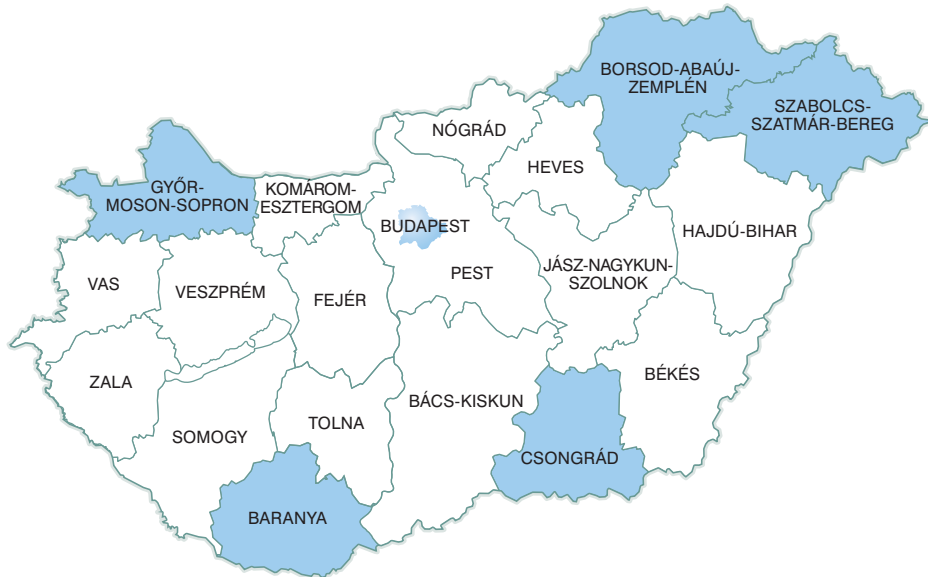 BORSOD-ABAÚJ-
ZEMPLÉN
SZABOLCS-
SZATMÁR-BEREG
NÓGRÁD
HEVES
GYŐR-
MOSON-SOPRON
KOMÁROM-
ESZTERGOM
BUDAPEST
HAJDÚ-BIHAR
PEST
JÁSZ-NAGYKUN-
SZOLNOK
VAS
VESZPRÉM
FEJÉR
ZALA
BÉKÉS
BÁCS-KISKUN
TOLNA
SOMOGY
CSONGRÁD
BARANYA